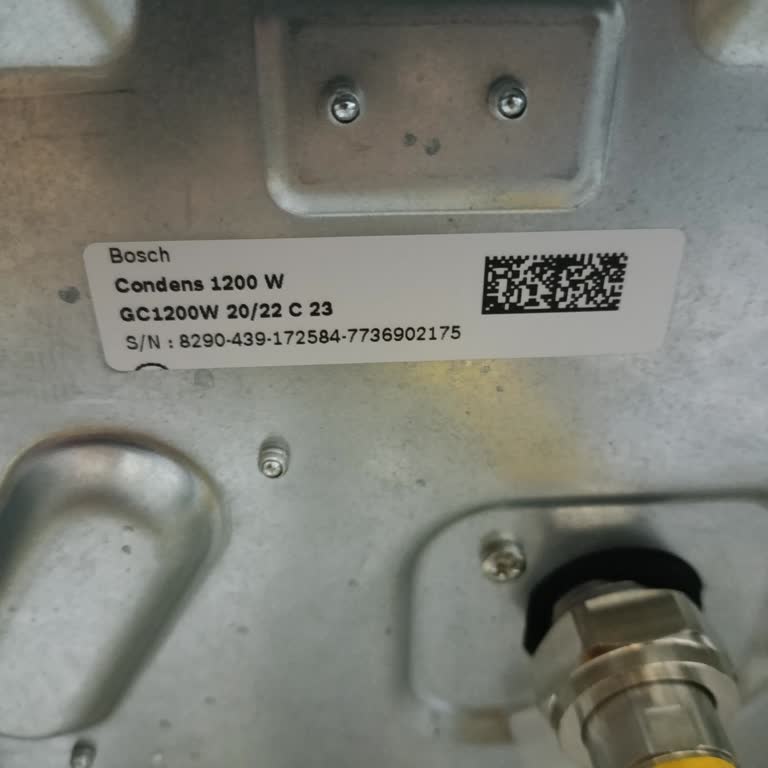 Bosch
Condens 1200 W
GC1200W 20/22 C 23
S/N : 8290-439-172584-7736902175